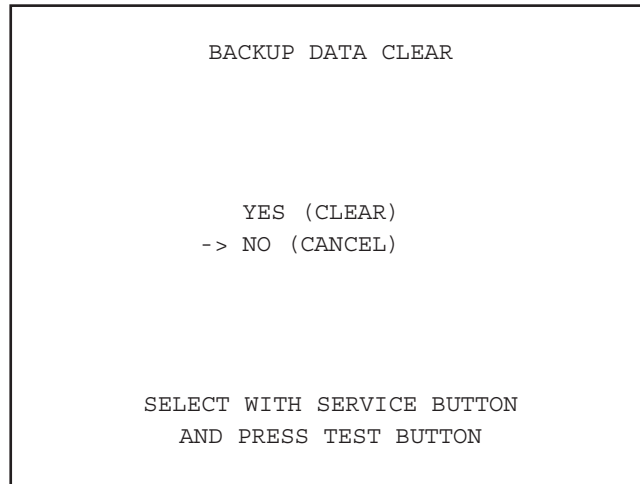 BACKUP DATA CLEAR
YES (CLEAR)
-> NO (CANCEL)
SELECT WITH SERVICE BUTTON
AND PRESS TEST BUTTON